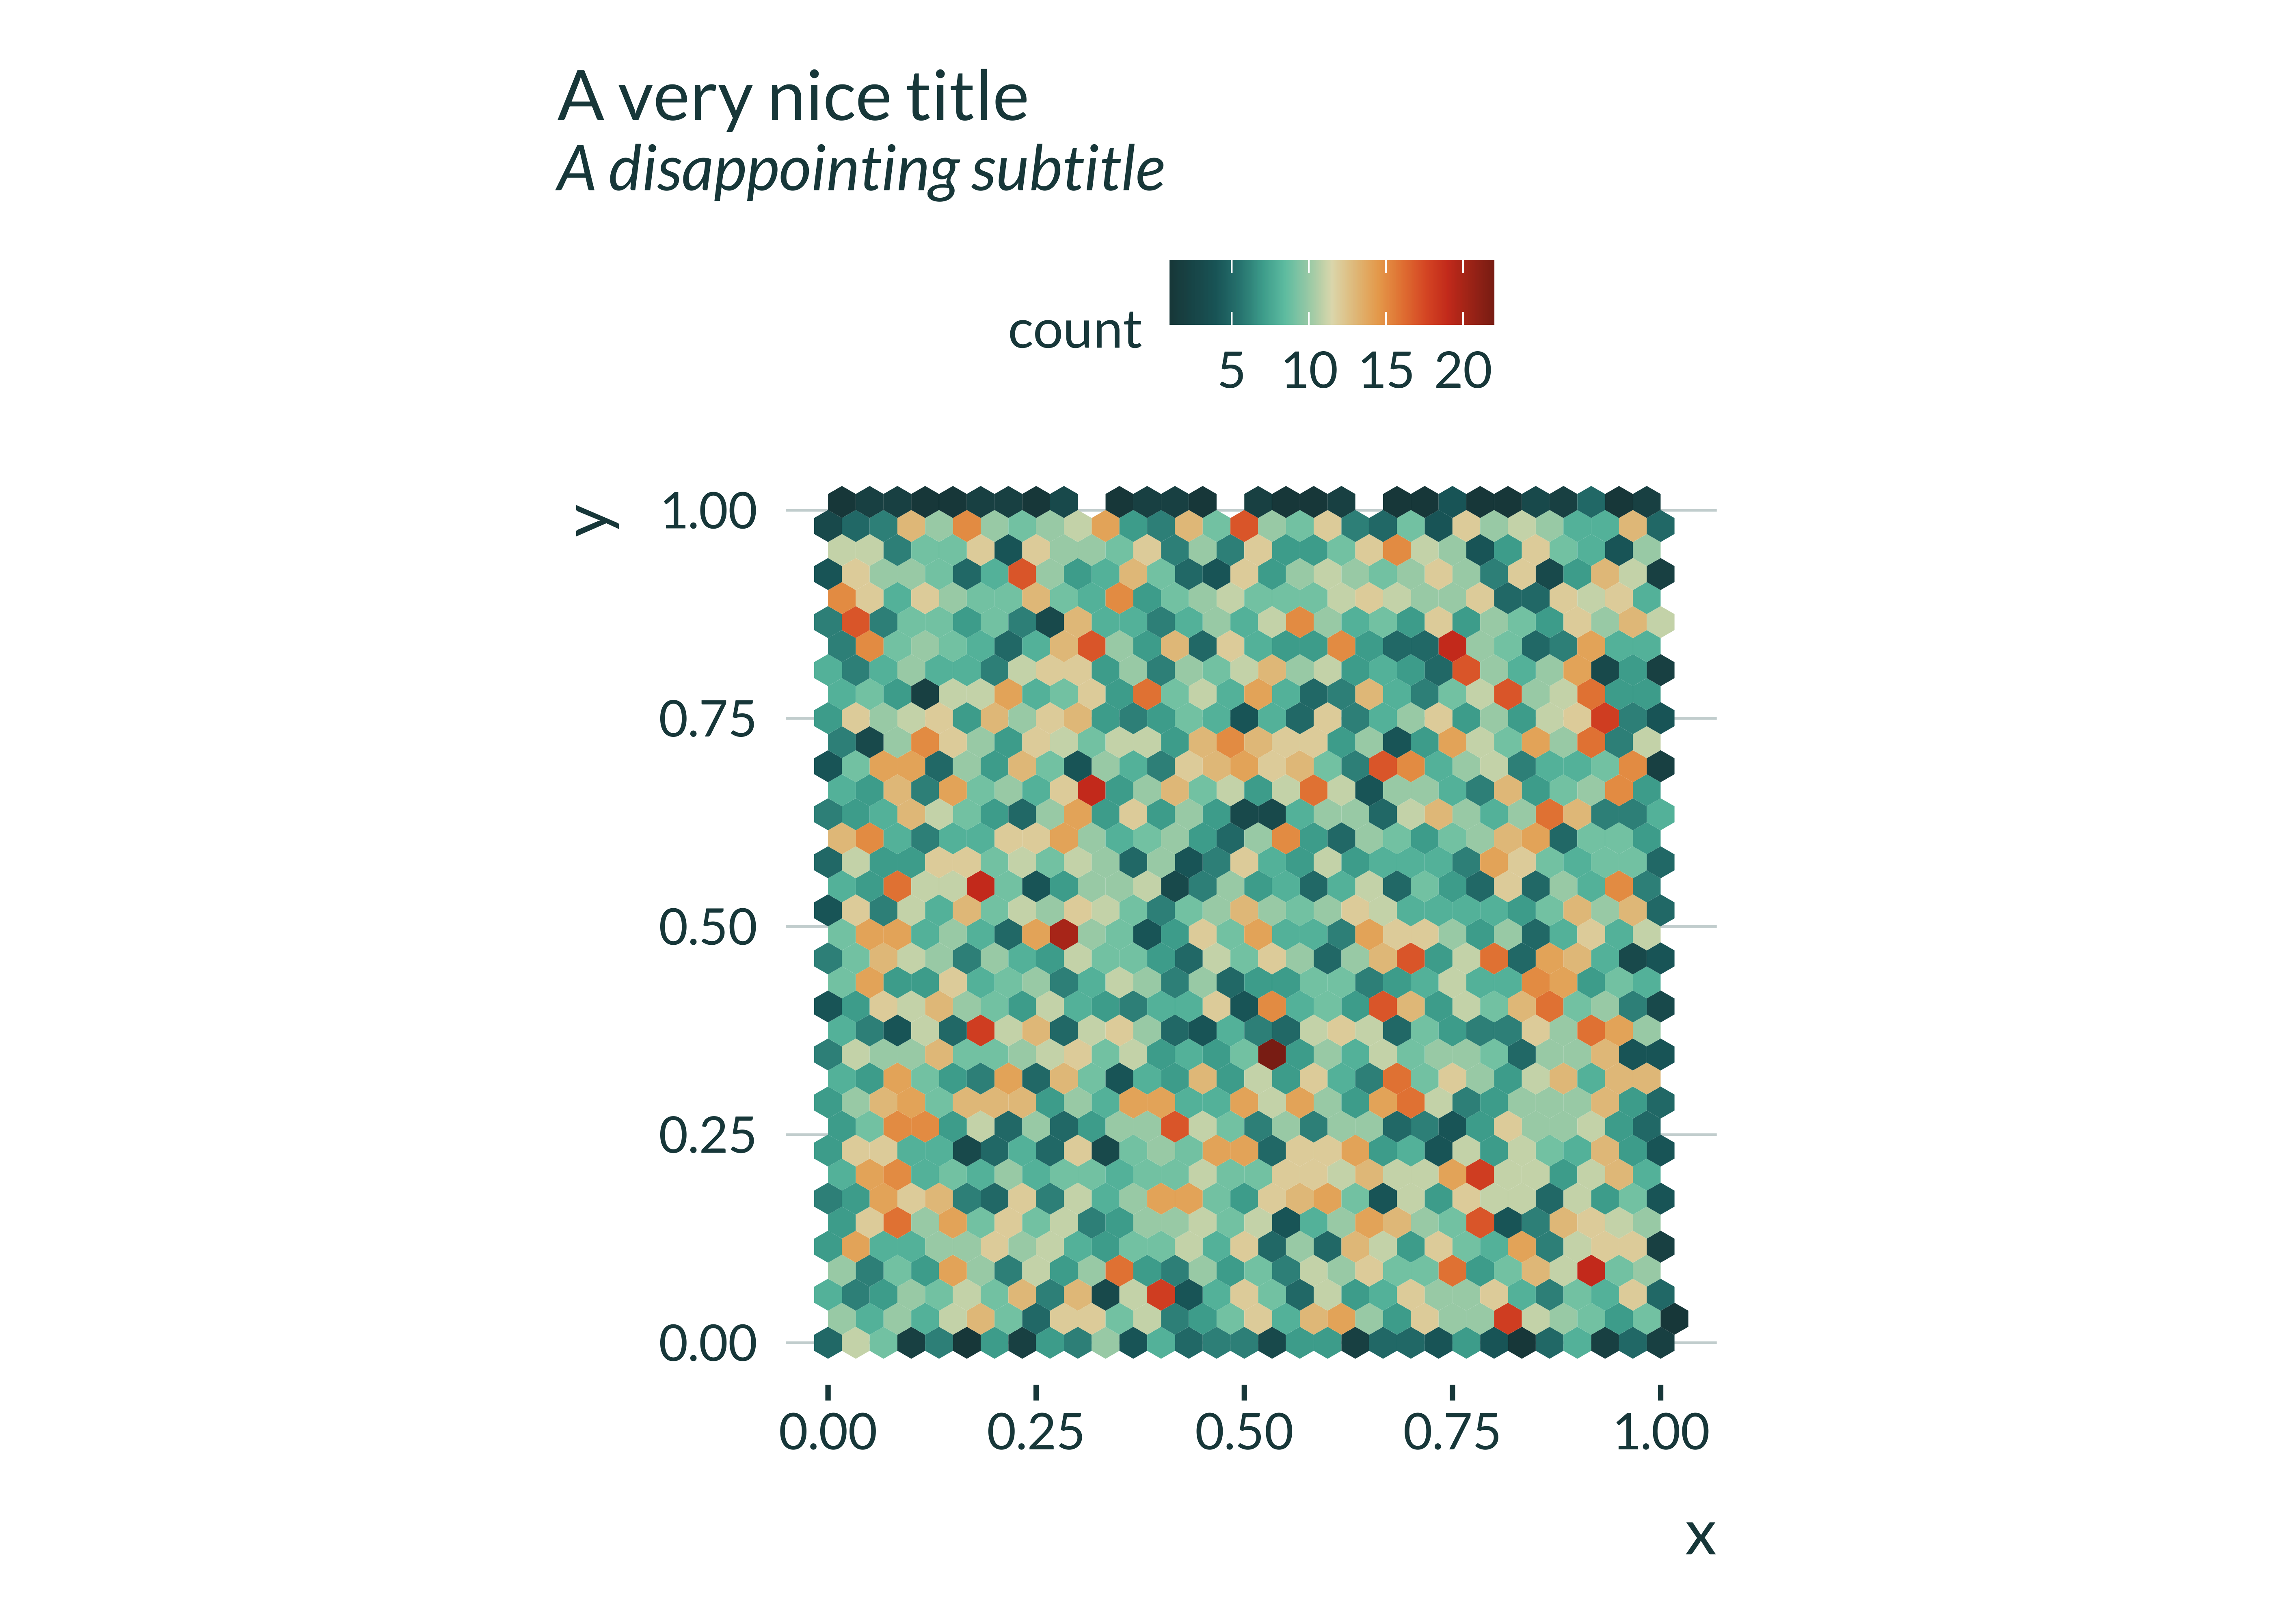 A very nice title
A disappointing subtitle
count
5 10 15 20
y
1.00
0.75
0.50
0.25
0.00
0.00 0.25 0.50 0.75 1.00
x